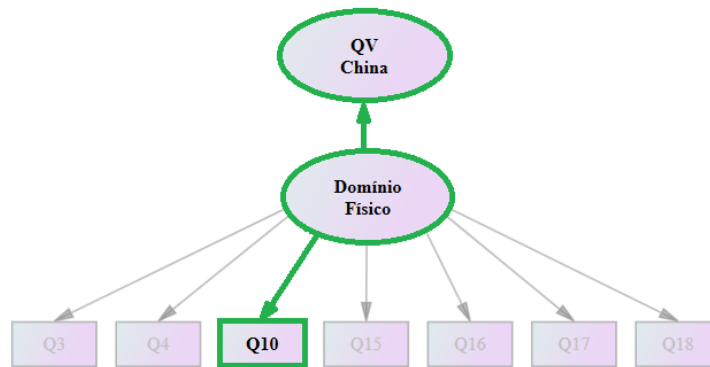 QV
China
Domínio
Físico
Q3
Q4
Q10
Q15
Q16
Q17
Q18